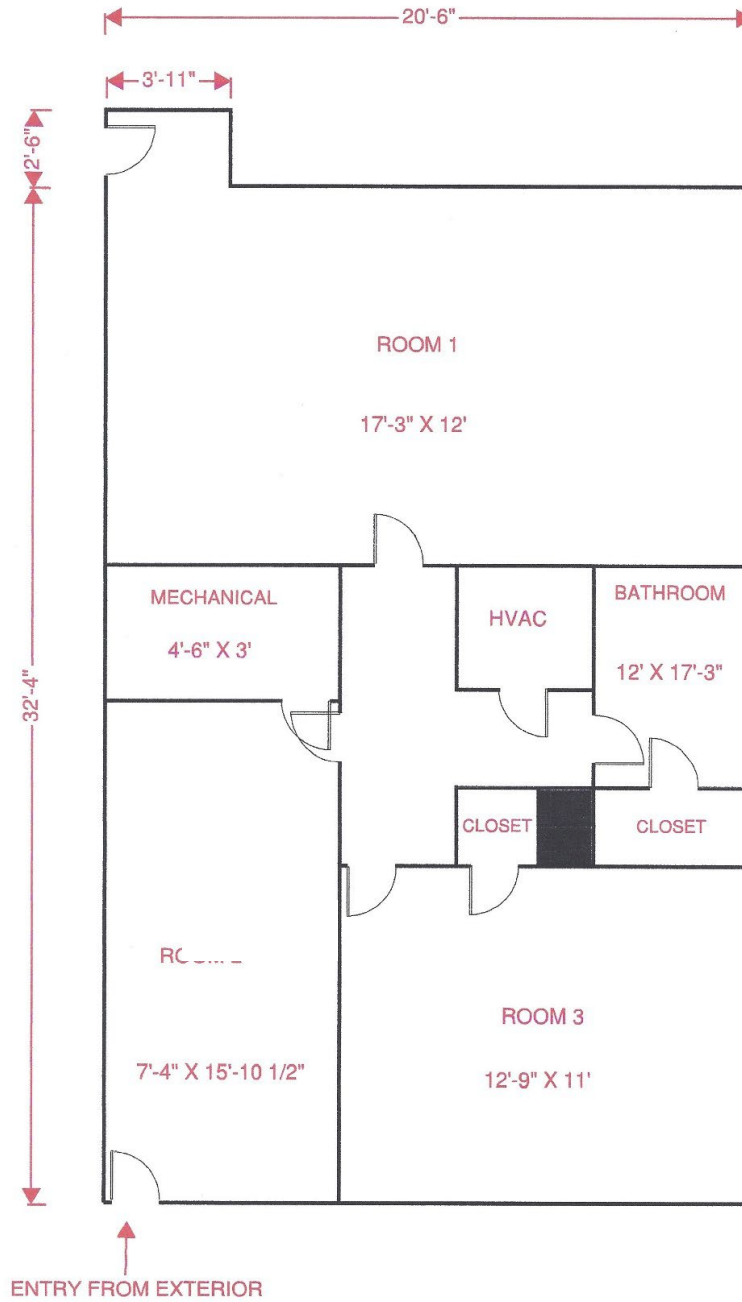 20'-6"
3'-11"
2'-6"
32'-4"
ROOM 1
17'-3" X 12'
MECHANICAL
4'-6" X 3'
HVAC
BATHROOM
12' X 17'-3"
CLOSET
CLOSET
7'-4" X 15'-10 1/2"
ROOM 3
12'-9" X 11'
ENTRY FROM EXTERIOR